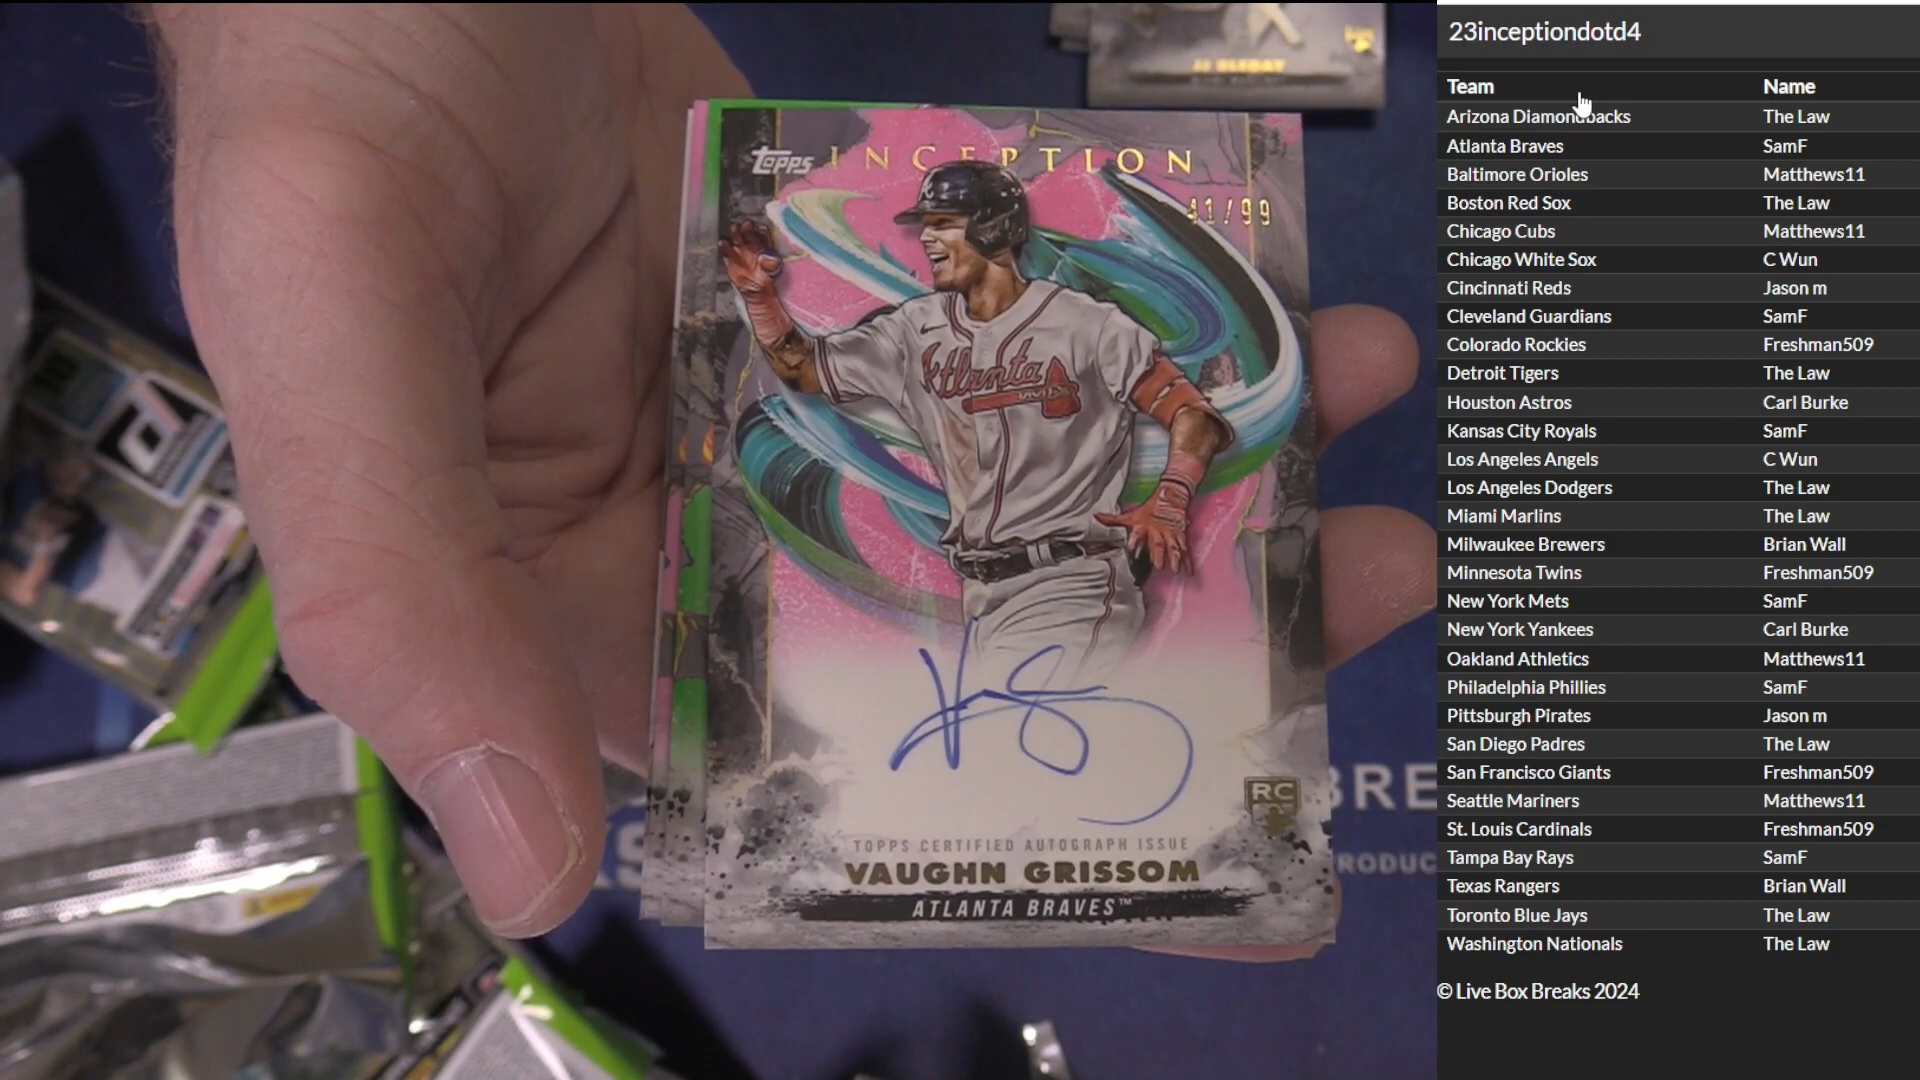 JJ BLEDAY
Topps INCEPTION
41/99
Atlanta
RC
TOPPS CERTIFIED AUTOGRAPH ISSUE
VAUGHN GRISSOM
ATLANTA BRAVES™
BRE
KS
RODUC
23inceptiondotd4
Team Name
Arizona Diamondbacks The Law
Atlanta Braves SamF
Baltimore Orioles Matthews11
Boston Red Sox The Law
Chicago Cubs Matthews11
Chicago White Sox C Wun
Cincinnati Reds Jason m
Cleveland Guardians SamF
Colorado Rockies Freshman509
Detroit Tigers The Law
Houston Astros Carl Burke
Kansas City Royals SamF
Los Angeles Angels C Wun
Los Angeles Dodgers The Law
Miami Marlins The Law
Milwaukee Brewers Brian Wall
Minnesota Twins Freshman509
New York Mets SamF
New York Yankees Carl Burke
Oakland Athletics Matthews11
Philadelphia Phillies SamF
Pittsburgh Pirates Jason m
San Diego Padres The Law
San Francisco Giants Freshman509
Seattle Mariners Matthews11
St. Louis Cardinals Freshman509
Tampa Bay Rays SamF
Texas Rangers Brian Wall
Toronto Blue Jays The Law
Washington Nationals The Law
© Live Box Breaks 2024